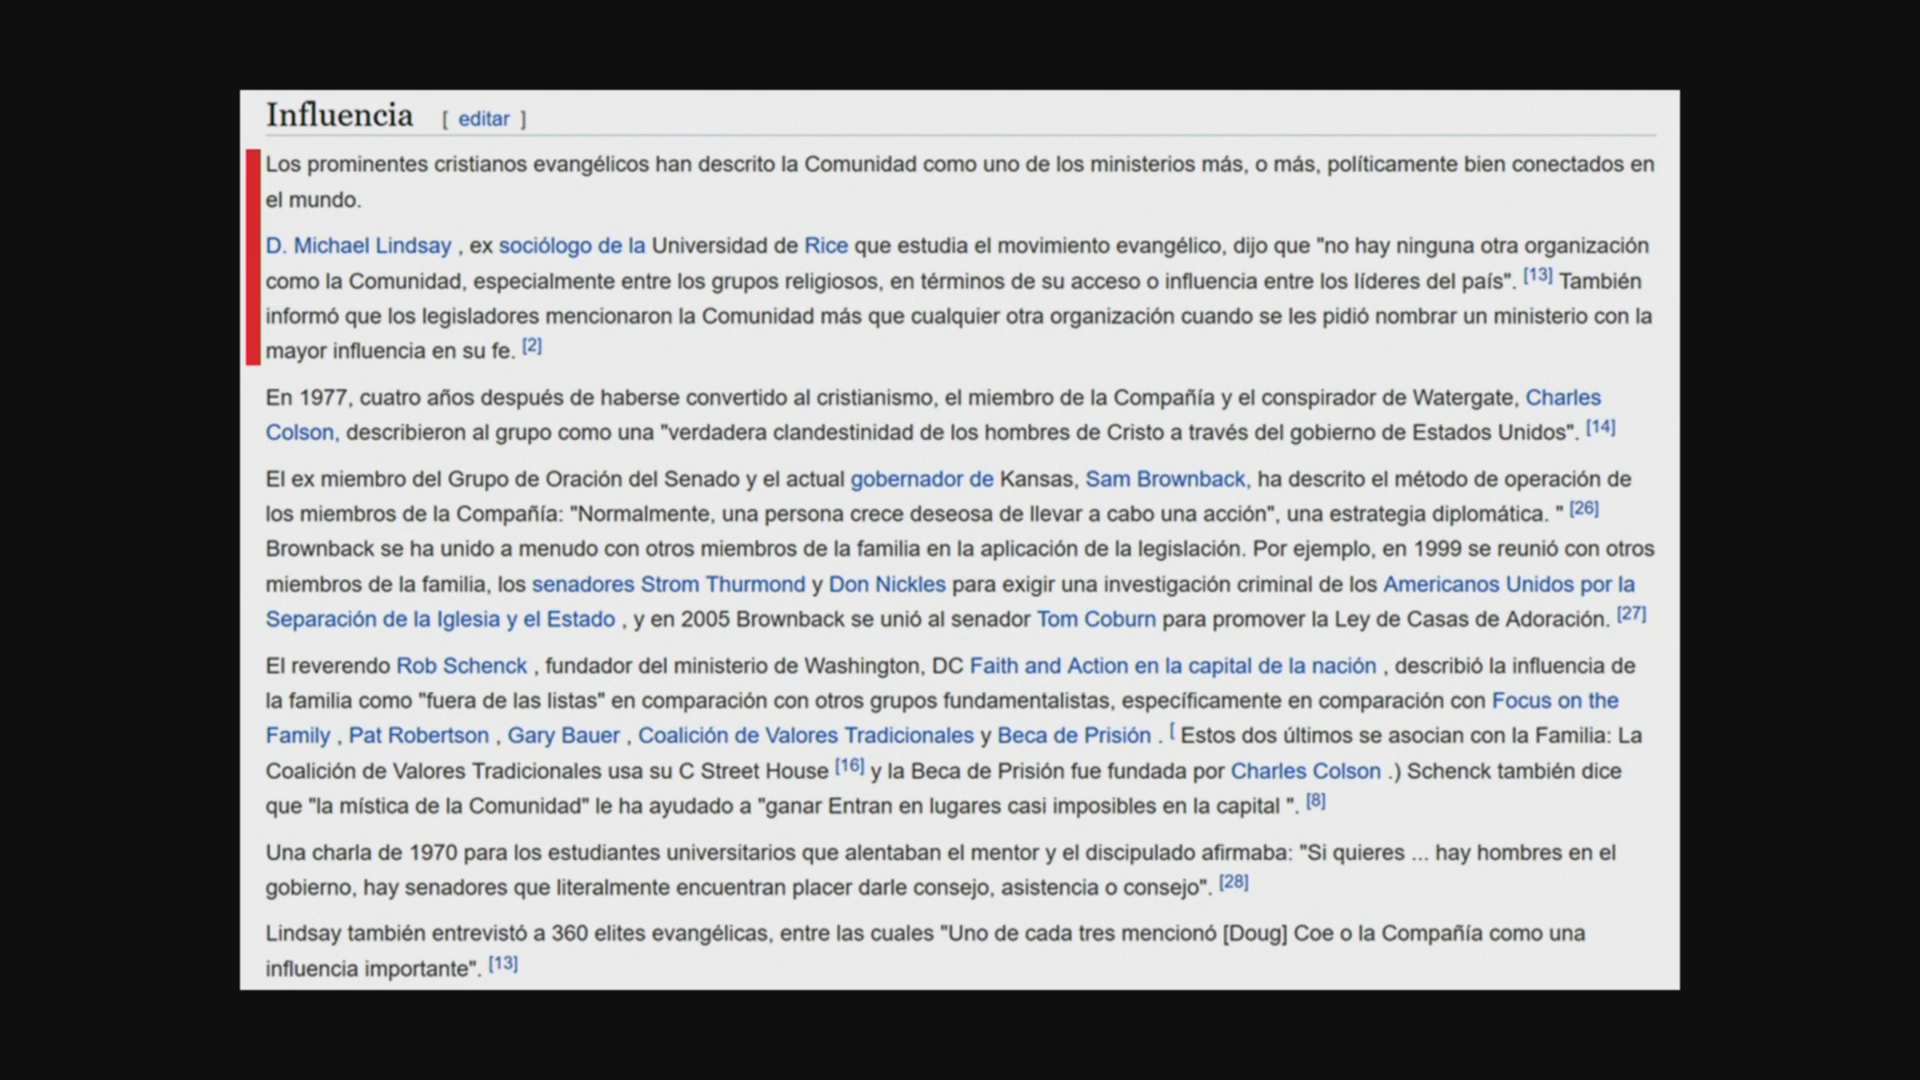 Influencia [ editar ]
Los prominentes cristianos evangélicos han descrito la Comunidad como uno de los ministerios más, o más, políticamente bien conectados en
el mundo.
D. Michael Lindsay , ex sociólogo de la Universidad de Rice que estudia el movimiento evangélico, dijo que "no hay ninguna otra organización
como la Comunidad, especialmente entre los grupos religiosos, en términos de su acceso o influencia entre los líderes del país". [13] También
informó que los legisladores mencionaron la Comunidad más que cualquier otra organización cuando se les pidió nombrar un ministerio con la
mayor influencia en su fe. [2]
En 1977, cuatro años después de haberse convertido al cristianismo, el miembro de la Compañía y el conspirador de Watergate, Charles
Colson, describieron al grupo como una "verdadera clandestinidad de los hombres de Cristo a través del gobierno de Estados Unidos". [14]
El ex miembro del Grupo de Oración del Senado y el actual gobernador de Kansas, Sam Brownback, ha descrito el método de operación de
los miembros de la Compañía: "Normalmente, una persona crece deseosa de llevar a cabo una acción", una estrategia diplomática. " [26]
Brownback se ha unido a menudo con otros miembros de la familia en la aplicación de la legislación. Por ejemplo, en 1999 se reunió con otros
miembros de la familia, los senadores Strom Thurmond y Don Nickles para exigir una investigación criminal de los Americanos Unidos por la
Separación de la Iglesia y el Estado , y en 2005 Brownback se unió al senador Tom Coburn para promover la Ley de Casas de Adoración. [27]
El reverendo Rob Schenck , fundador del ministerio de Washington, DC Faith and Action en la capital de la nación , describió la influencia de
la familia como "fuera de las listas" en comparación con otros grupos fundamentalistas, específicamente en comparación con Focus on the
Family , Pat Robertson , Gary Bauer , Coalición de Valores Tradicionales y Beca de Prisión . [ Estos dos últimos se asocian con la Familia: La
Coalición de Valores Tradicionales usa su C Street House [16] y la Beca de Prisión fue fundada por Charles Colson .) Schenck también dice
que "la mística de la Comunidad" le ha ayudado a "ganar Entran en lugares casi imposibles en la capital ". [8]
Una charla de 1970 para los estudiantes universitarios que alentaban el mentor y el discipulado afirmaba: "Si quieres ... hay hombres en el
gobierno, hay senadores que literalmente encuentran placer darle consejo, asistencia o consejo". [28]
Lindsay también entrevistó a 360 elites evangélicas, entre las cuales "Uno de cada tres mencionó [Doug] Coe o la Compañía como una
influencia importante". [13]